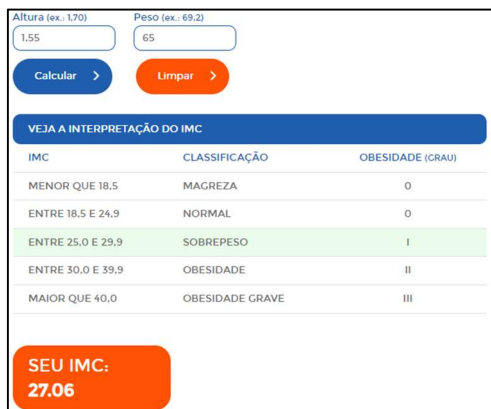 Altura (ex.: 1,70) Peso (ex.: 69,2)
1,55 65
Calcular > Limpar >
VEJA A INTERPRETAÇÃO DO IMC
IMC CLASSIFICAÇÃO OBESIDADE (GRAU)
MENOR QUE 18,5 MAGREZA 0
ENTRE 18,5 E 24,9 NORMAL 0
ENTRE 25,0 E 29,9 SOBREPESO I
ENTRE 30,0 E 39,9 OBESIDADE II
MAIOR QUE 40,0 OBESIDADE GRAVE III
SEU IMC:
27.06